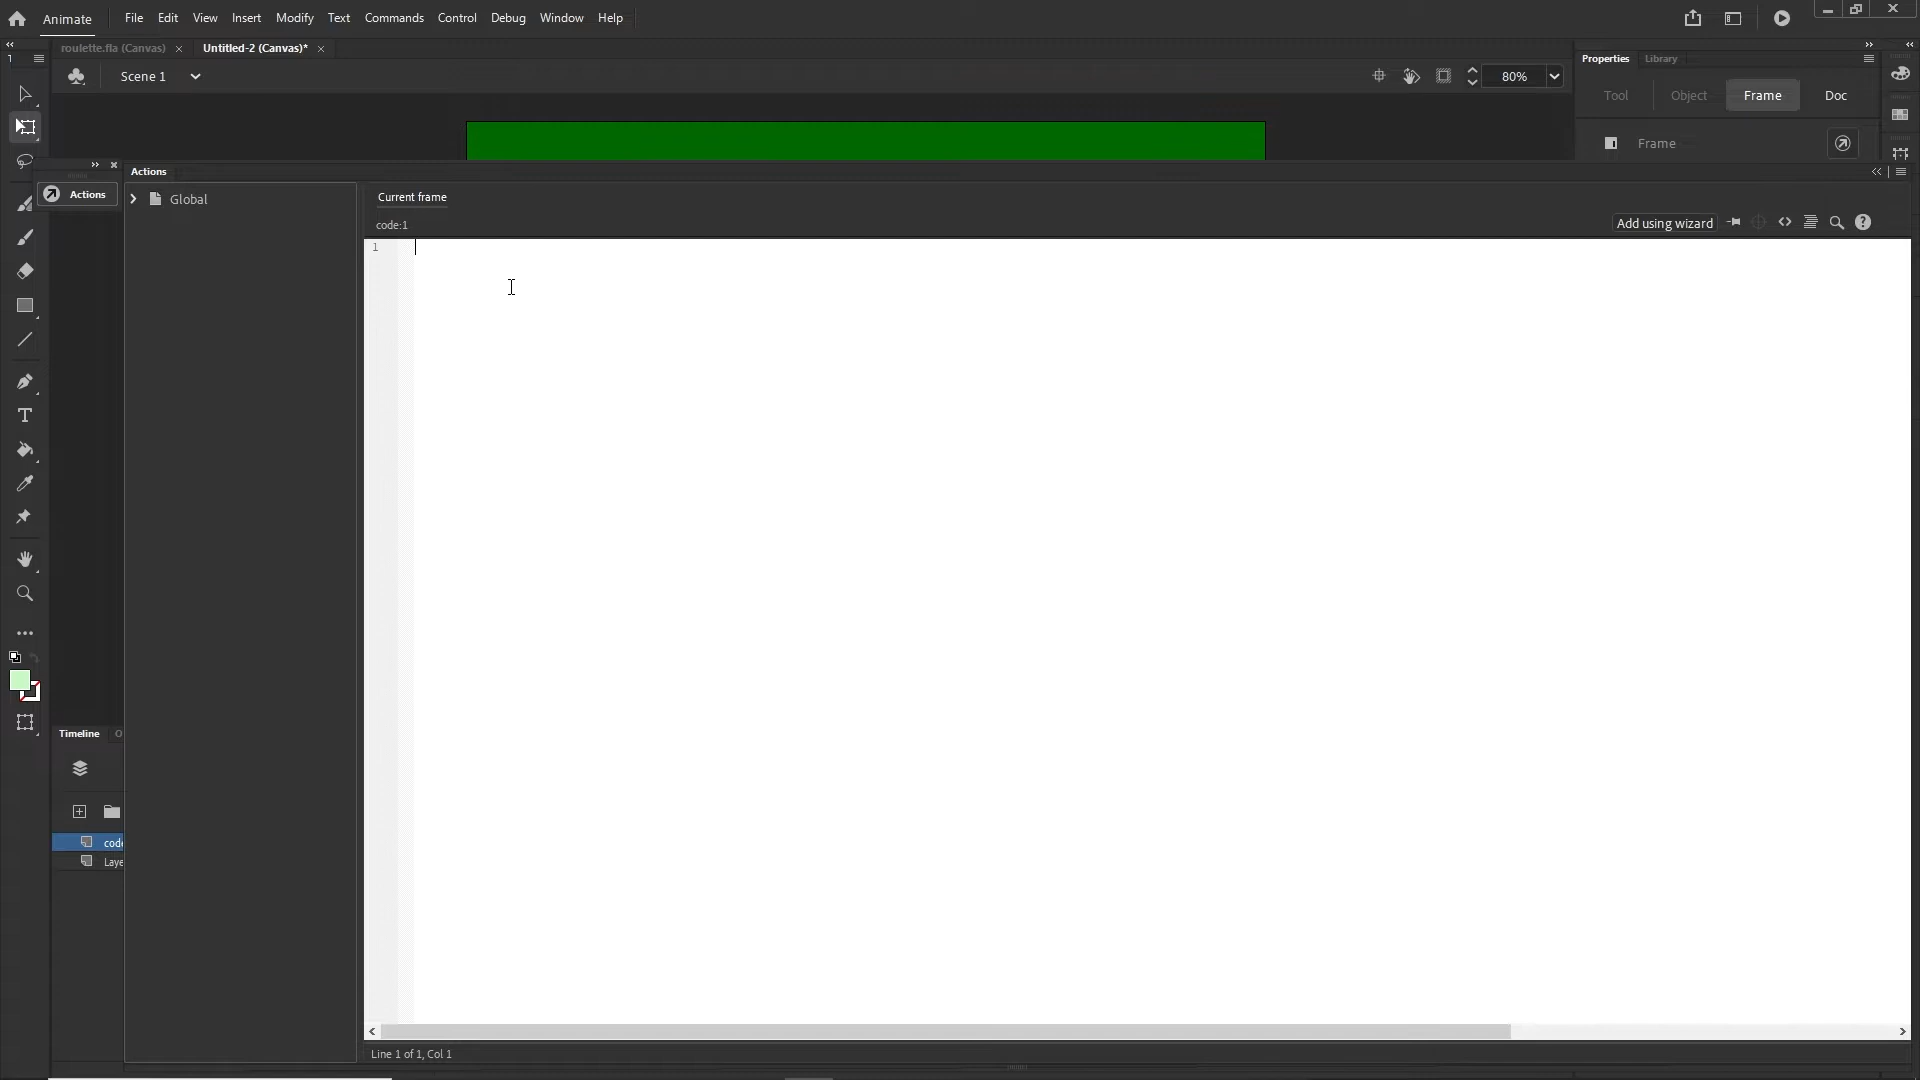 Animate File Edit View Insert Modify Text Commands Control Debug Window Help
roulette.fla (Canvas) Untitled-2 (Canvas)*
Scene 1 80%
Properties Library
Tool Object Frame Doc
Frame
Actions
Actions
Global
Current frame
code:1
Add using wizard
1
Timeline O
code
Laye
Line 1 of 1, Col 1